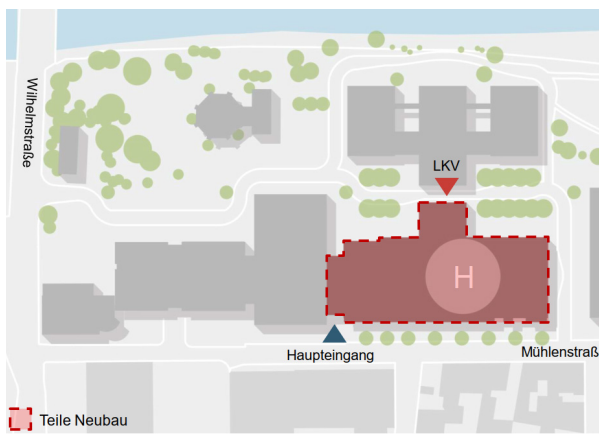 Wilhelmstraße
LKV
H
Haupteingang
Mühlenstraß
Teile Neubau